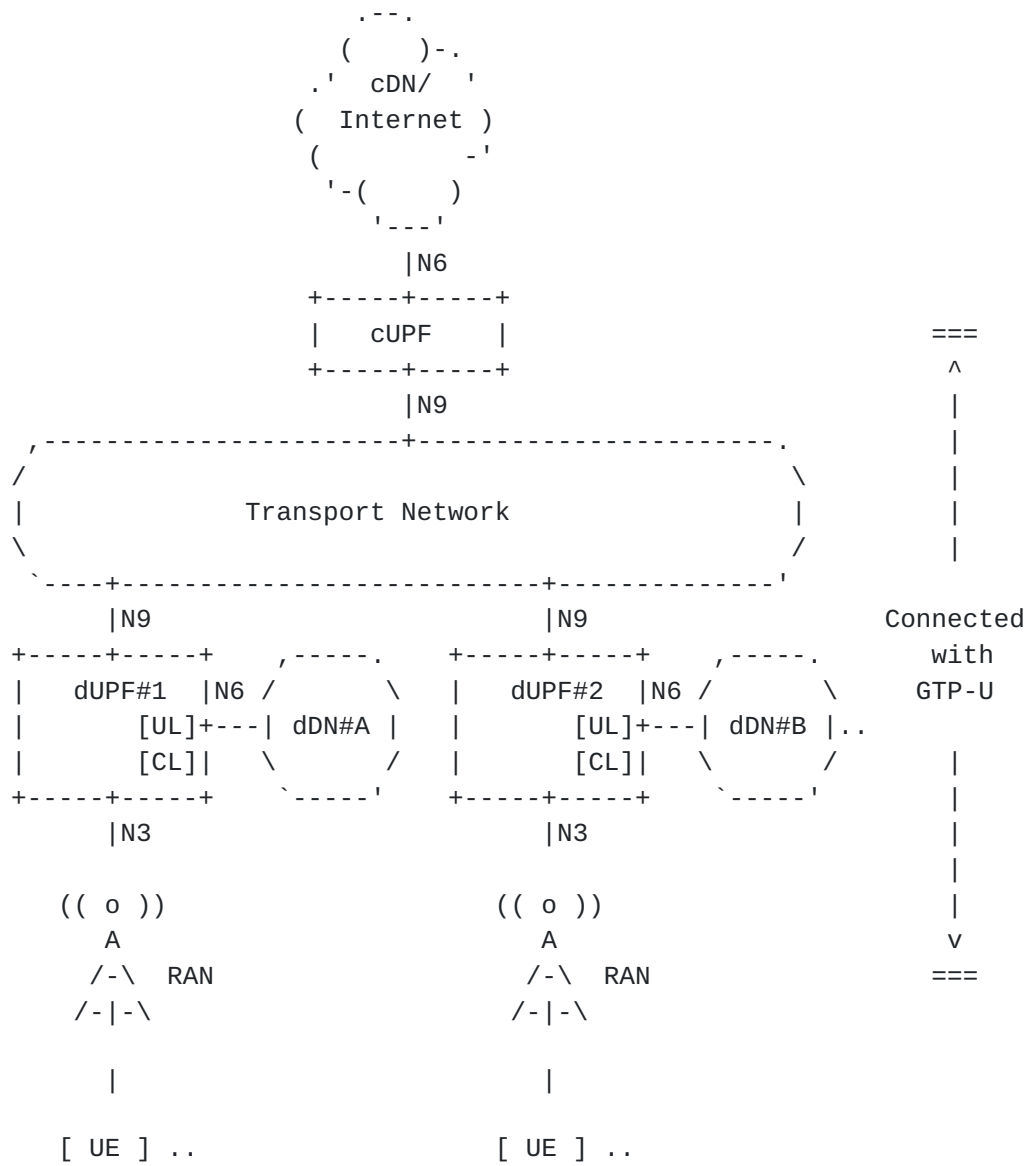 cDN/
Internet
N6
cUPF
===
N9
Transport Network
N9 N9 Connected
with
dUPF#1 N6 dUPF#2 N6 GTP-U
[UL] dDN#A [UL] dDN#B ..
[CL] [CL]
N3 N3
(( o )) (( o ))
A A v
RAN RAN ===
[ UE ] .. [ UE ] ..